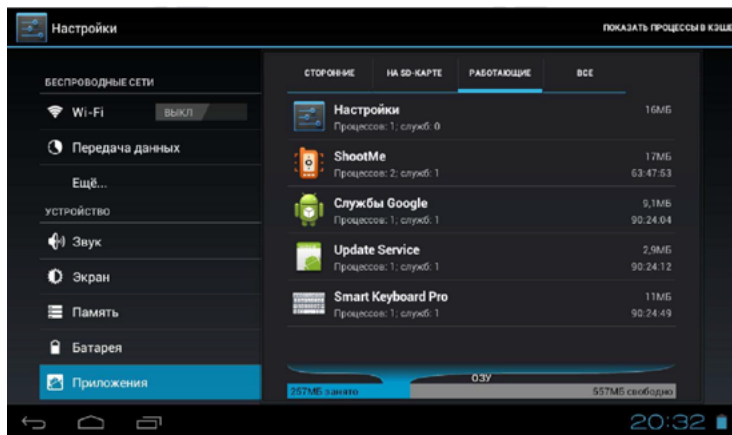 Настройки
ПОКАЗАТЬ ПРОЦЕССЫ В КЭШЕ
БЕСПРОВОДНЫЕ СЕТИ
Wi-Fi ВЫКЛ
Передача данных
Ещё...
УСТРОЙСТВО
Звук
Экран
Память
Батарея
Приложения
СТОРОННИЕ НА SD-КАРТЕ РАБОТАЮЩИЕ ВСЕ
Настройки 16МБ
Процессов: 1; служб: 0
ShootMe 17МБ
Процессов: 2; служб: 1 63:47:53
Службы Google 9,1МБ
Процессов: 1; служб: 1 90:24:04
Update Service 2,9МБ
Процессов: 1; служб: 1 90:24:12
Smart Keyboard Pro 11МБ
Процессов: 1; служб: 1 90:24:49
ОЗУ
257МБ занято 557МБ свободно
20:32